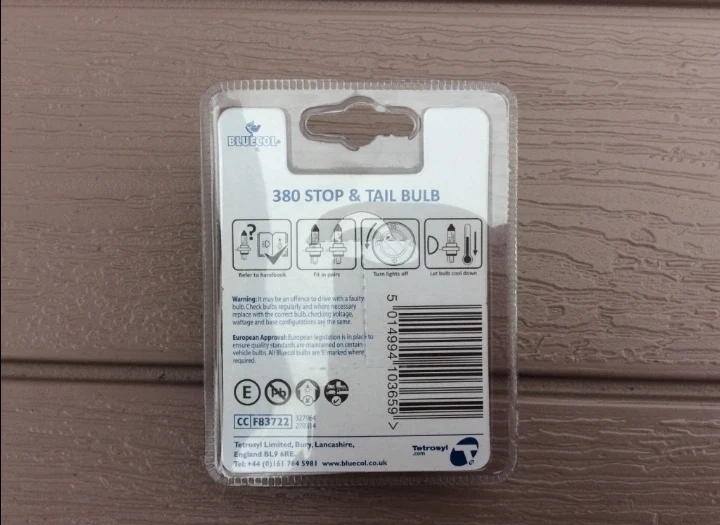 BLUECOL
380 STOP & TAIL BULB
?
Refer to handbook
Fit in pairs
Turn lights off
Let bulb cool down
Warning: It may be an offence to drive with a faulty
bulb. Check bulbs regularly and where necessary
replace with the correct bulb, checking voltage,
wattage and base configurations are the same.
European Approval: European legislation is in place to
ensure quality standards are maintained on certain
vehicle bulbs. All Bluecol bulbs are 'E' marked where
required.
5 014994 103659 >
E
Pb
CC FB3722
Tetrosyl Limited, Bury, Lancashire,
England BL9 6RE.
Tel: +44 (0)161 764 5981 www.bluecol.co.uk
Tetrosyl
.com